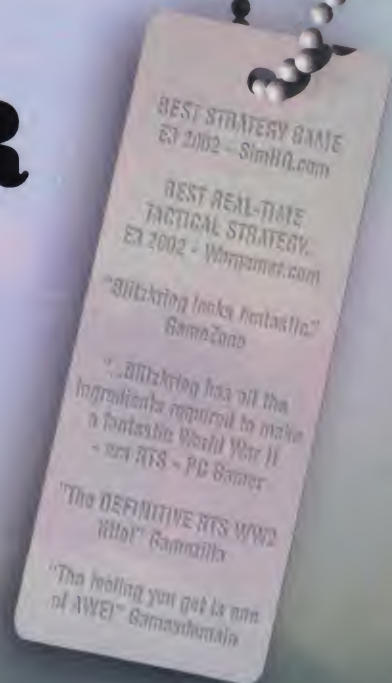 R
BEST STRATEGY GAME
E3 2002 - SimHQ.com
BEST REAL-TIME
TACTICAL STRATEGY.
E3 2002 - Wargamer.com
"Blitzkrieg looks fantastic"
GameZone
"...Blitzkrieg has all the
ingredients required to make
a fantastic World War II
- era RTS - PC Gamer
"The DEFINITIVE RTS WW2
title!" Gamezilla
"The feeling you get is one
of AWE!" Gamesdomain